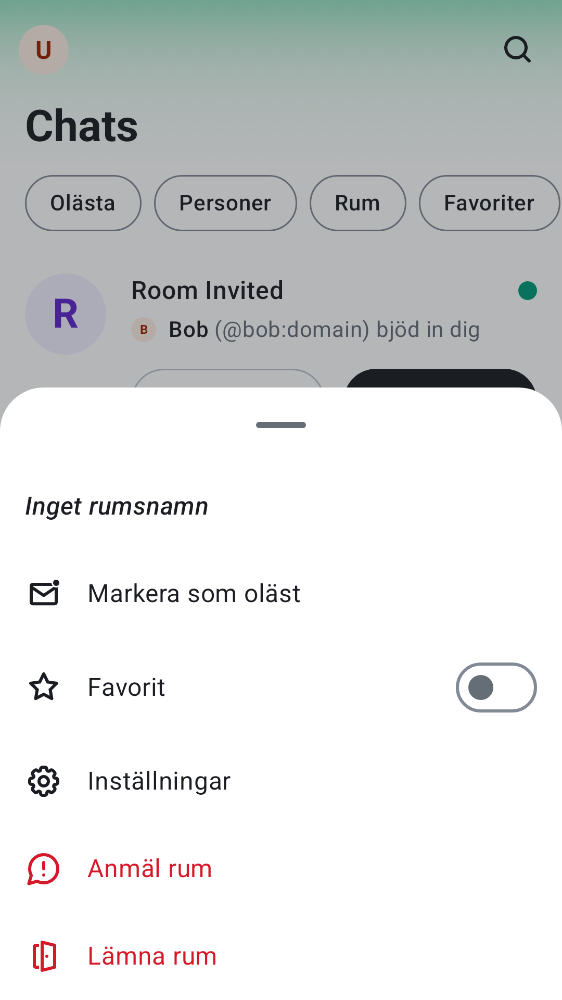 U
Chats
Olästa Personer Rum Favoriter
R
Room Invited
B Bob (@bob:domain) bjöd in dig
Inget rumsnamn
Markera som oläst
Favorit
Inställningar
Anmäl rum
Lämna rum